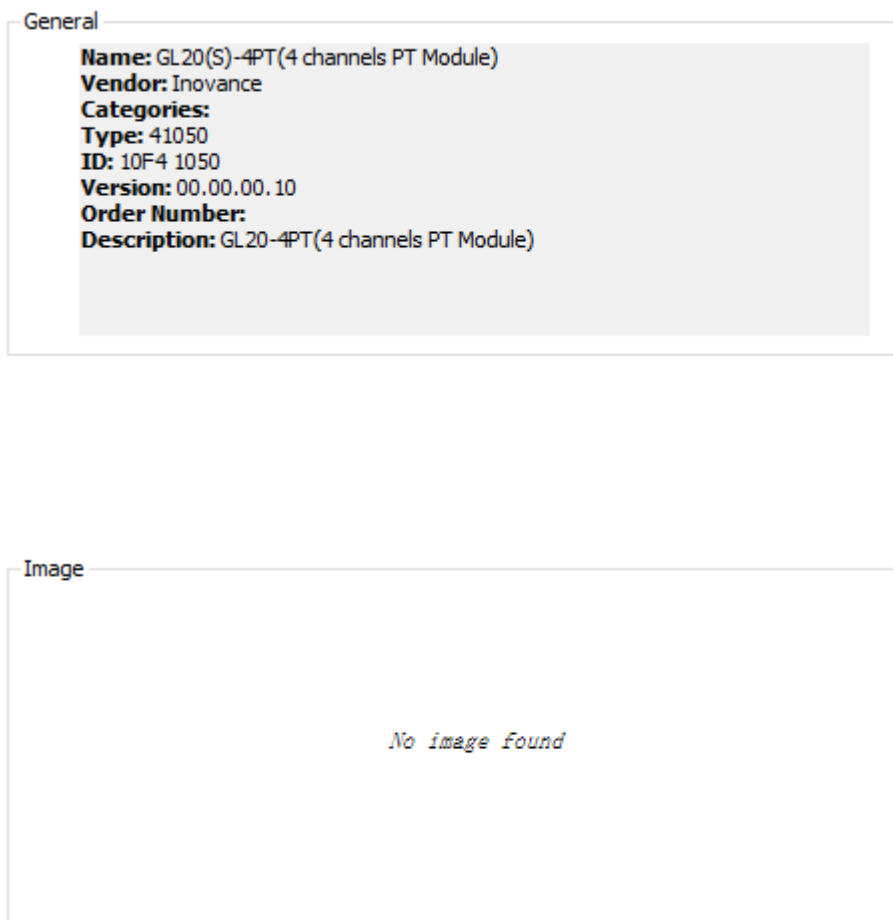 General
Name: GL20(S)-4PT(4 channels PT Module)
Vendor: Inovance
Categories:
Type: 41050
ID: 10F4 1050
Version: 00.00.00.10
Order Number:
Description: GL20-4PT(4 channels PT Module)
Image
No image found